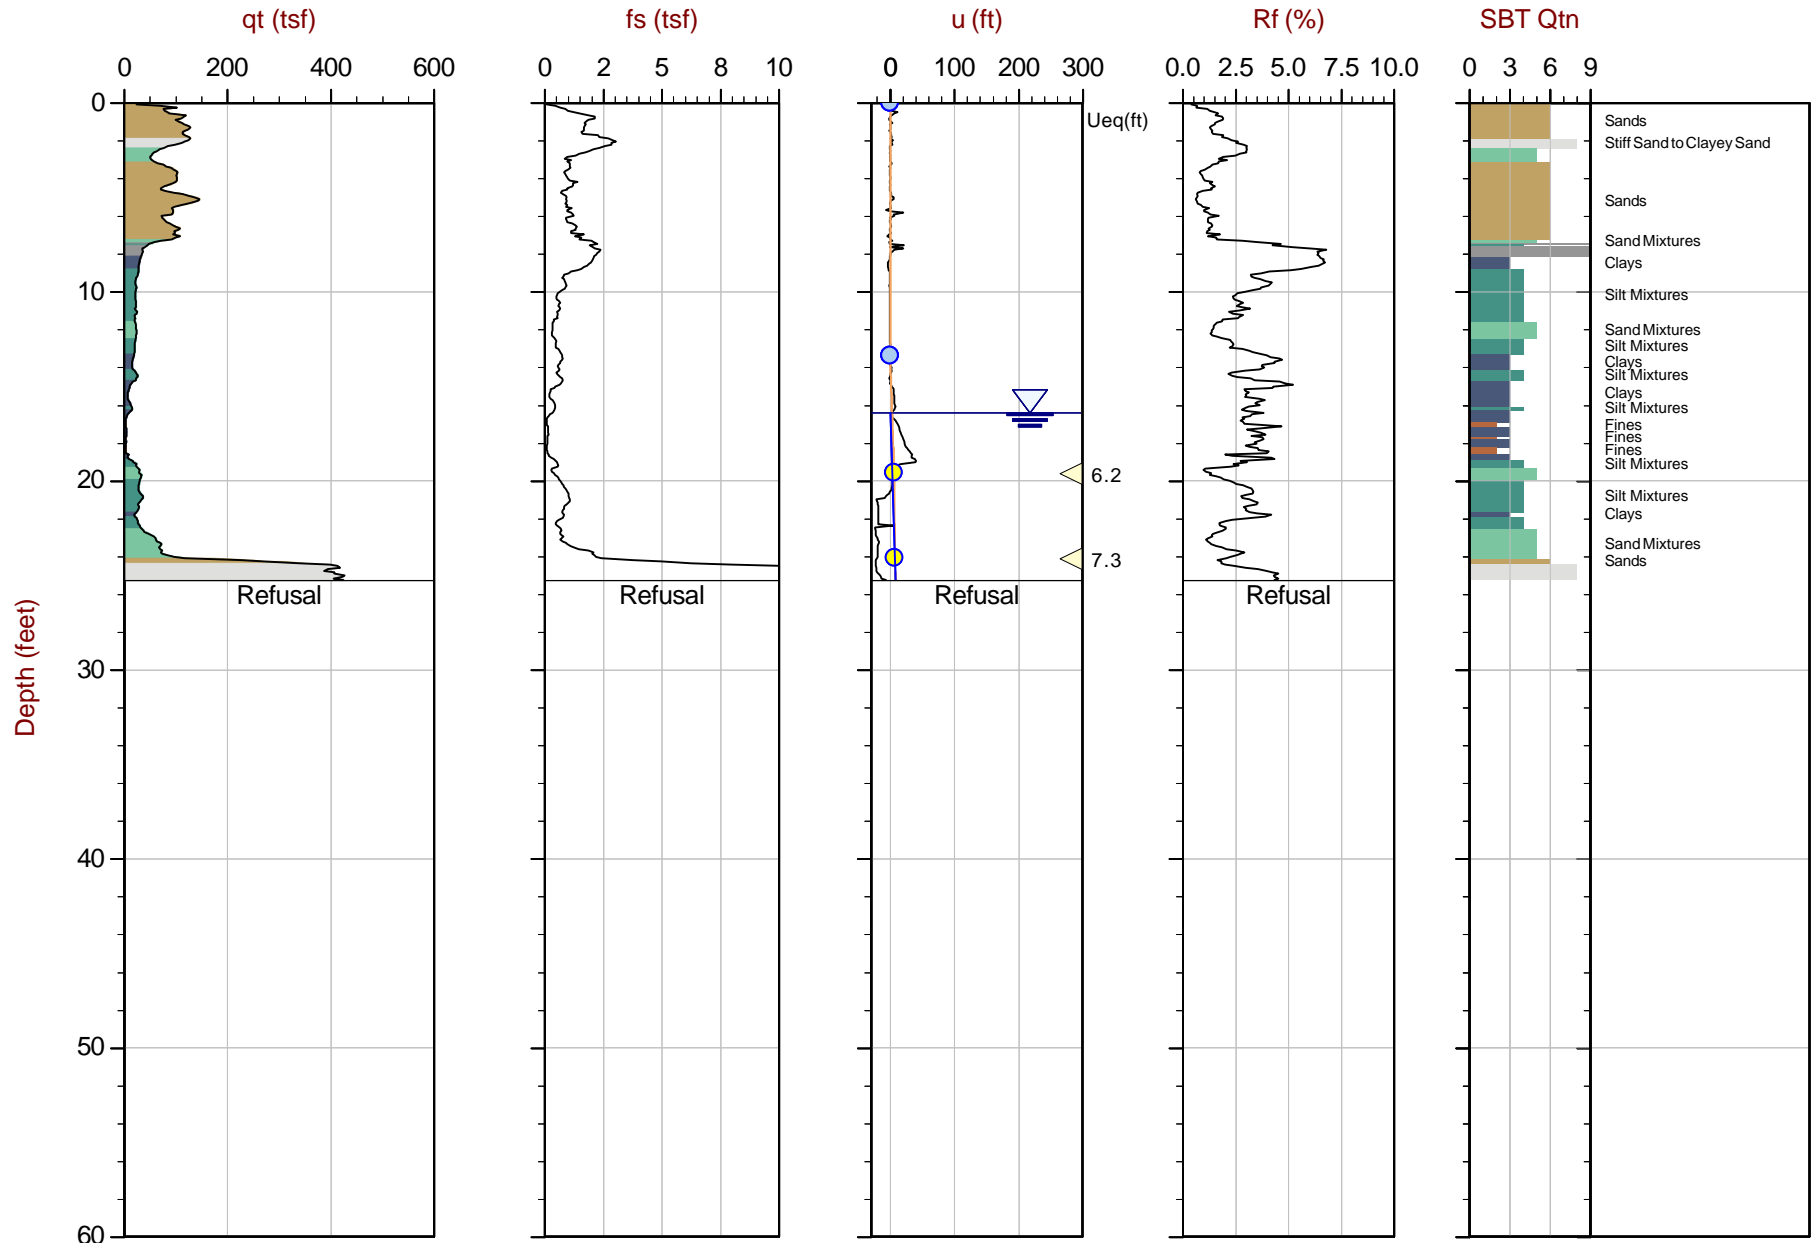 qt (tsf) fs (tsf) u (ft) Rf (%) SBT Qtn
0 200 400 600 0 2 5 8 10 0 100 200 300 0.0 2.5 5.0 7.5 10.0 0 3 6 9
0
Ueq(ft)
Sands
Stiff Sand to Clayey Sand
Sands
Sand Mixtures
Clays
10
Silt Mixtures
Sand Mixtures
Silt Mixtures
Clays
Silt Mixtures
Clays
Silt Mixtures
Fines
Fines
Fines
Silt Mixtures
20
6.2
Silt Mixtures
Clays
Sand Mixtures
7.3
Sands
Refusal Refusal Refusal Refusal
Depth (feet)
30
40
50
60